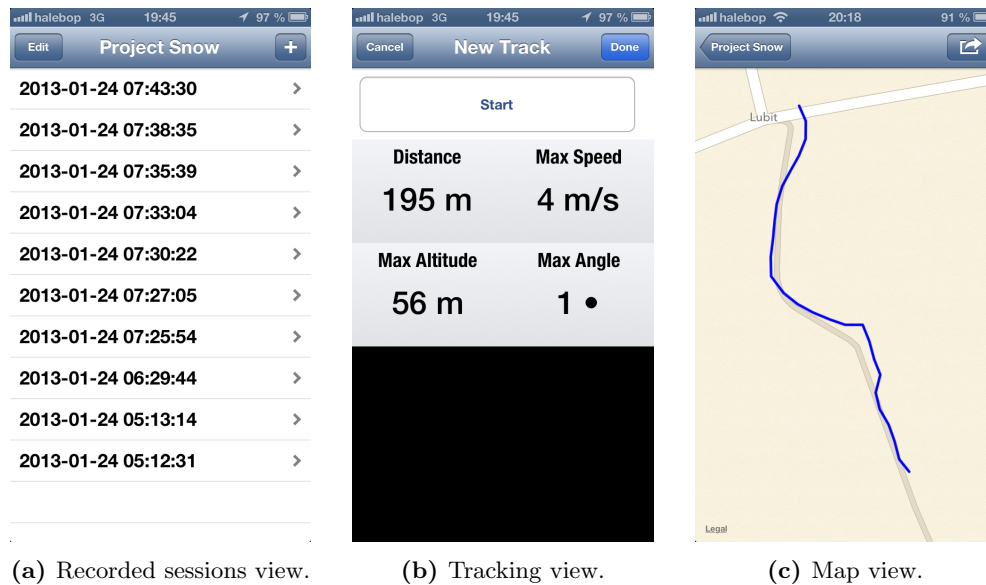 halebop 3G 19:45 97 %
Edit Project Snow +
2013-01-24 07:43:30
2013-01-24 07:38:35
2013-01-24 07:35:39
2013-01-24 07:33:04
2013-01-24 07:30:22
2013-01-24 07:27:05
2013-01-24 07:25:54
2013-01-24 06:29:44
2013-01-24 05:13:14
2013-01-24 05:12:31
(a) Recorded sessions view.
halebop 3G 19:45 97 %
Cancel New Track Done
Start
Distance Max Speed
195 m 4 m/s
Max Altitude Max Angle
56 m 1 •
(b) Tracking view.
halebop 20:18 91 %
Project Snow
Lubit
Legal
(c) Map view.